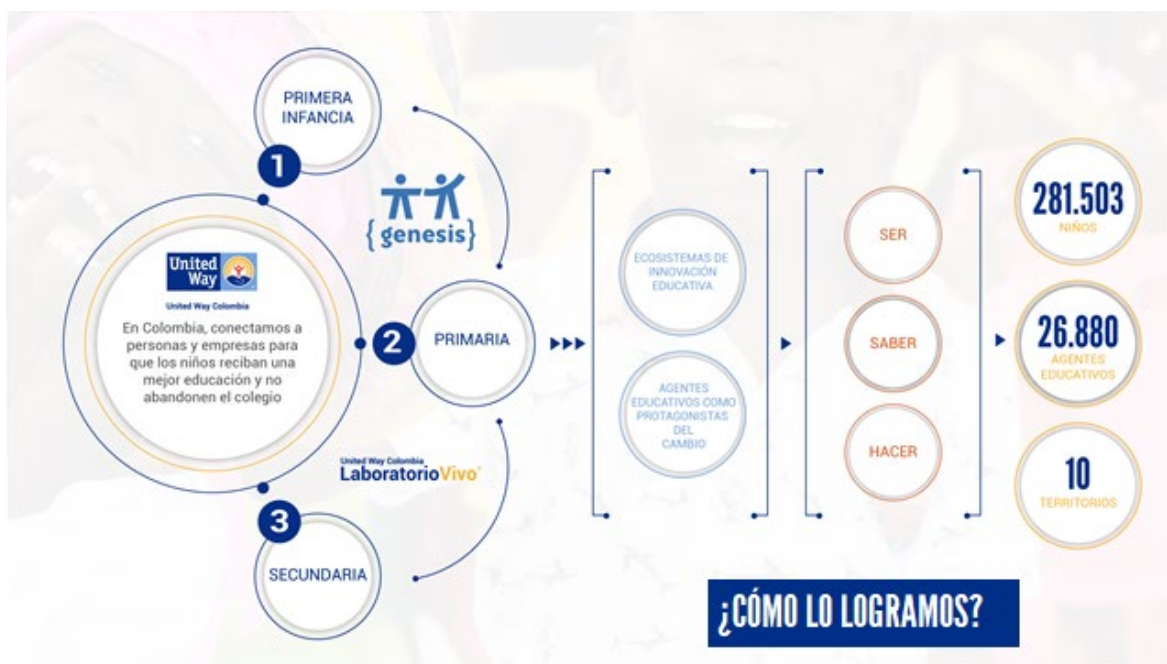 PRIMERA
INFANCIA
1
{ genesis }
United
Way
United Way Colombia
En Colombia, conectamos a
personas y empresas para
que los niños reciban una
mejor educación y no
abandonen el colegio
2
PRIMARIA
United Way Colombia
LaboratorioVivo
3
SECUNDARIA
ECOSISTEMAS DE
INNOVACIÓN
EDUCATIVA
AGENTES
EDUCATIVOS COMO
PROTAGONISTAS
DEL
CAMBIO
SER
SABER
HACER
281.503
NIÑOS
26.880
AGENTES
EDUCATIVOS
10
TERRITORIOS
¿CÓMO LO LOGRAMOS?